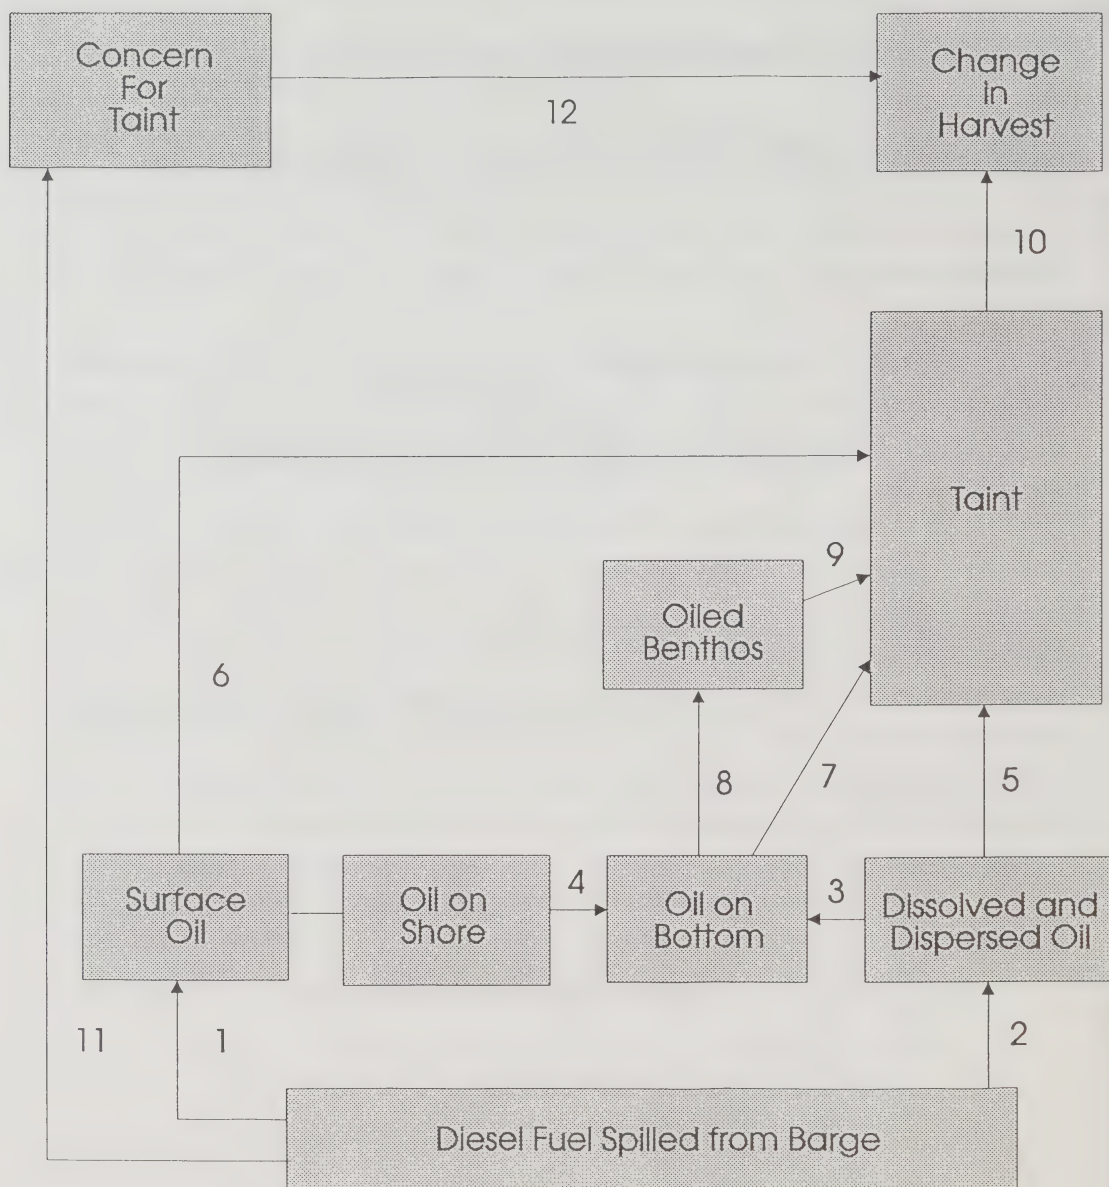 Concern
For
Taint
Change
in
Harvest
12
10
Taint
9
Oiled
Benthos
6
8
7
5
Surface
Oil
Oil on
Shore
4
Oil on
Bottom
3
Dissolved and
Dispersed Oil
11
1
2
Diesel Fuel Spilled from Barge